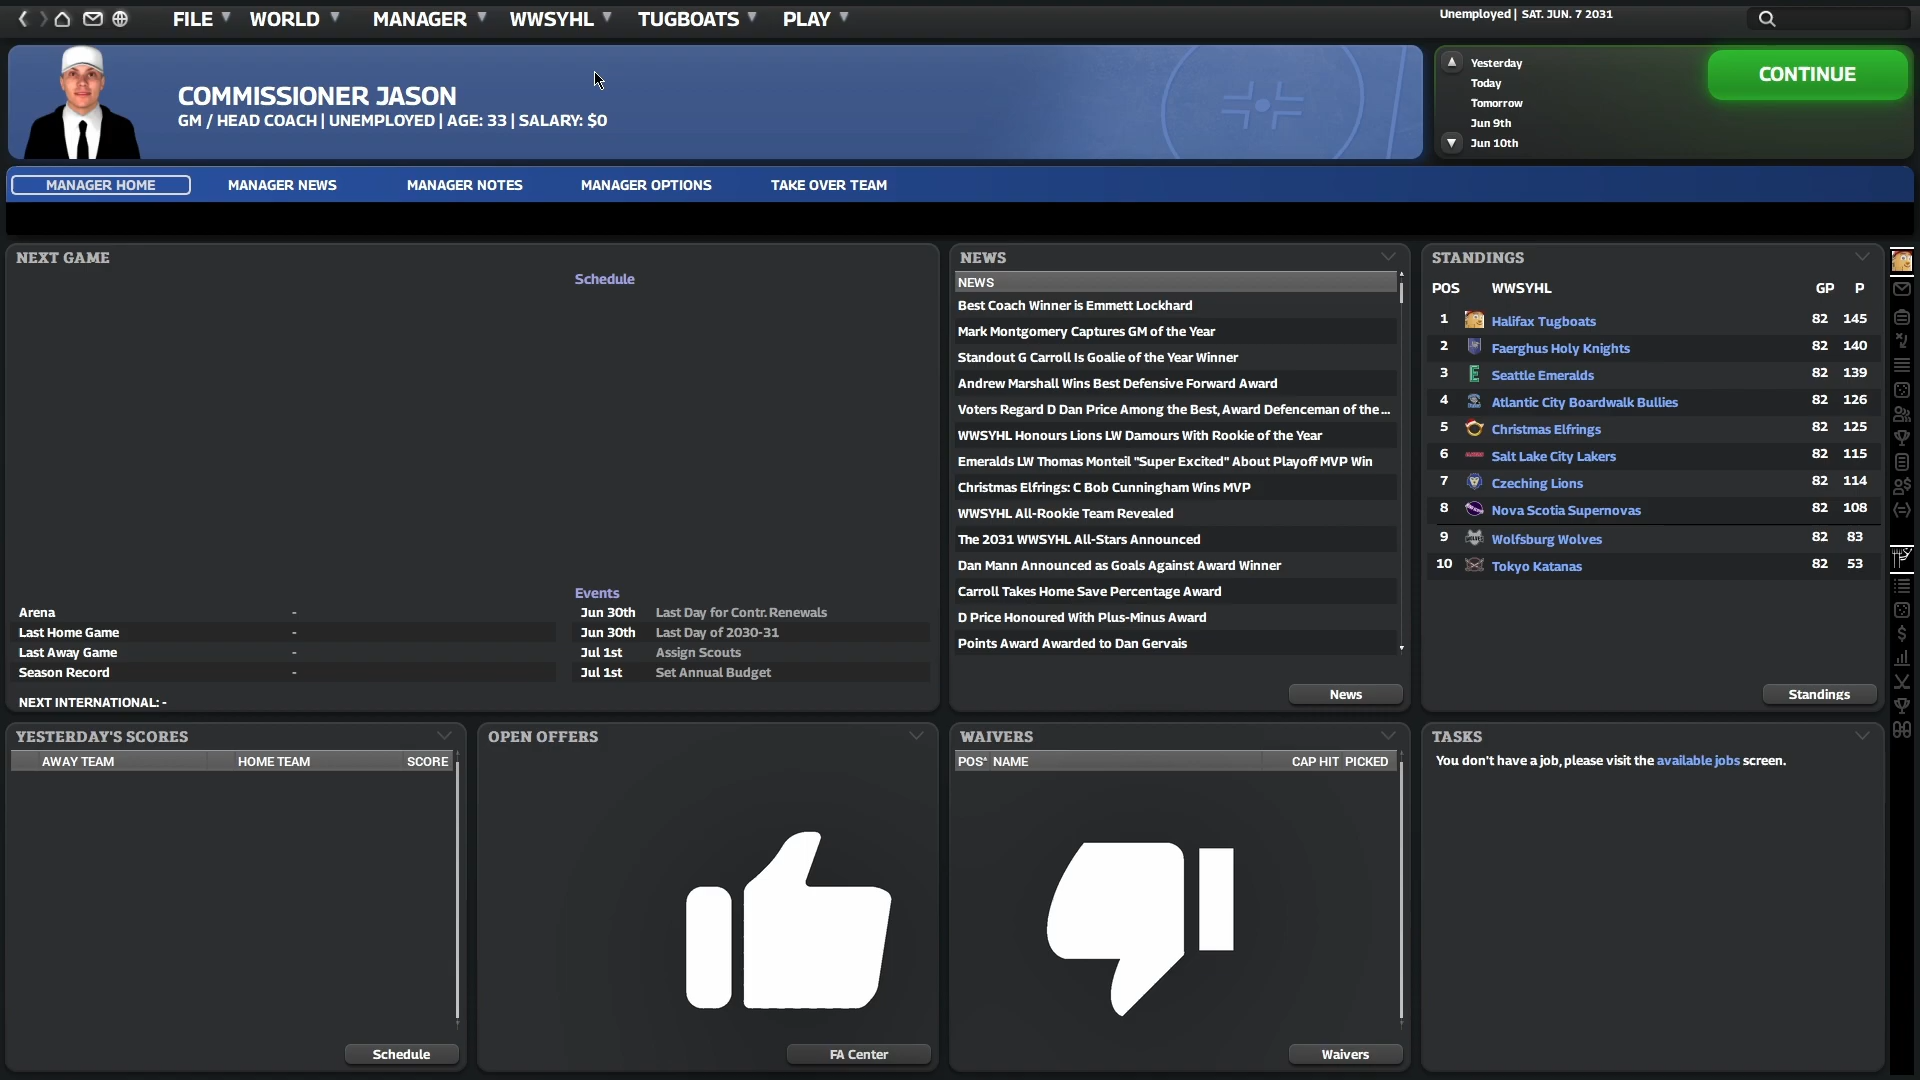 FILE
WORLD
MANAGER
WWSYHL
TUGBOATS
PLAY
Unemployed | SAT. JUN. 7 2031
COMMISSIONER JASON
GM / HEAD COACH | UNEMPLOYED | AGE: 33 | SALARY: $0
Yesterday
Today
Tomorrow
Jun 9th
Jun 10th
CONTINUE
MANAGER HOME
MANAGER NEWS
MANAGER NOTES
MANAGER OPTIONS
TAKE OVER TEAM
NEXT GAME
Schedule
Events
Arena -
Last Home Game -
Last Away Game -
Season Record -
Jun 30th Last Day for Contr. Renewals
Jun 30th Last Day of 2030-31
Jul 1st Assign Scouts
Jul 1st Set Annual Budget
NEXT INTERNATIONAL: -
NEWS
NEWS
Best Coach Winner is Emmett Lockhard
Mark Montgomery Captures GM of the Year
Standout G Carroll Is Goalie of the Year Winner
Andrew Marshall Wins Best Defensive Forward Award
Voters Regard D Dan Price Among the Best, Award Defenceman of the ...
WWSYHL Honours Lions LW Damours With Rookie of the Year
Emeralds LW Thomas Monteil "Super Excited" About Playoff MVP Win
Christmas Elfrings: C Bob Cunningham Wins MVP
WWSYHL All-Rookie Team Revealed
The 2031 WWSYHL All-Stars Announced
Dan Mann Announced as Goals Against Award Winner
Carroll Takes Home Save Percentage Award
D Price Honoured With Plus-Minus Award
Points Award Awarded to Dan Gervais
News
STANDINGS
POS WWSYHL GP P
1 Halifax Tugboats 82 145
2 Faerghus Holy Knights 82 140
3 Seattle Emeralds 82 139
4 Atlantic City Boardwalk Bullies 82 126
5 Christmas Elfrings 82 125
6 Salt Lake City Lakers 82 115
7 Czeching Lions 82 114
8 Nova Scotia Supernovas 82 108
9 Wolfsburg Wolves 82 83
10 Tokyo Katanas 82 53
Standings
YESTERDAY'S SCORES
AWAY TEAM HOME TEAM SCORE
Schedule
OPEN OFFERS
FA Center
WAIVERS
POS NAME CAP HIT PICKED
Waivers
TASKS
You don't have a job, please visit the available jobs screen.